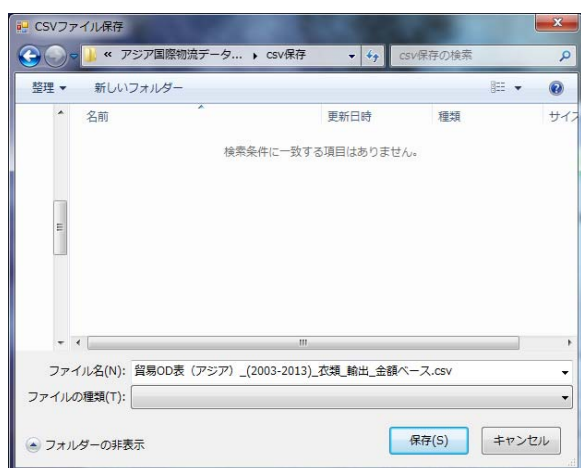 CSVファイル保存
« アジア国際物流データ... ▸ csv保存
csv保存の検索
整理 ▼ 新しいフォルダー
名前 更新日時 種類 サイズ
検索条件に一致する項目はありません。
ファイル名(N): 貿易OD表（アジア）_(2003-2013)_衣類_輸出_金額ベース.csv
ファイルの種類(T):
フォルダーの非表示
保存(S) キャンセル